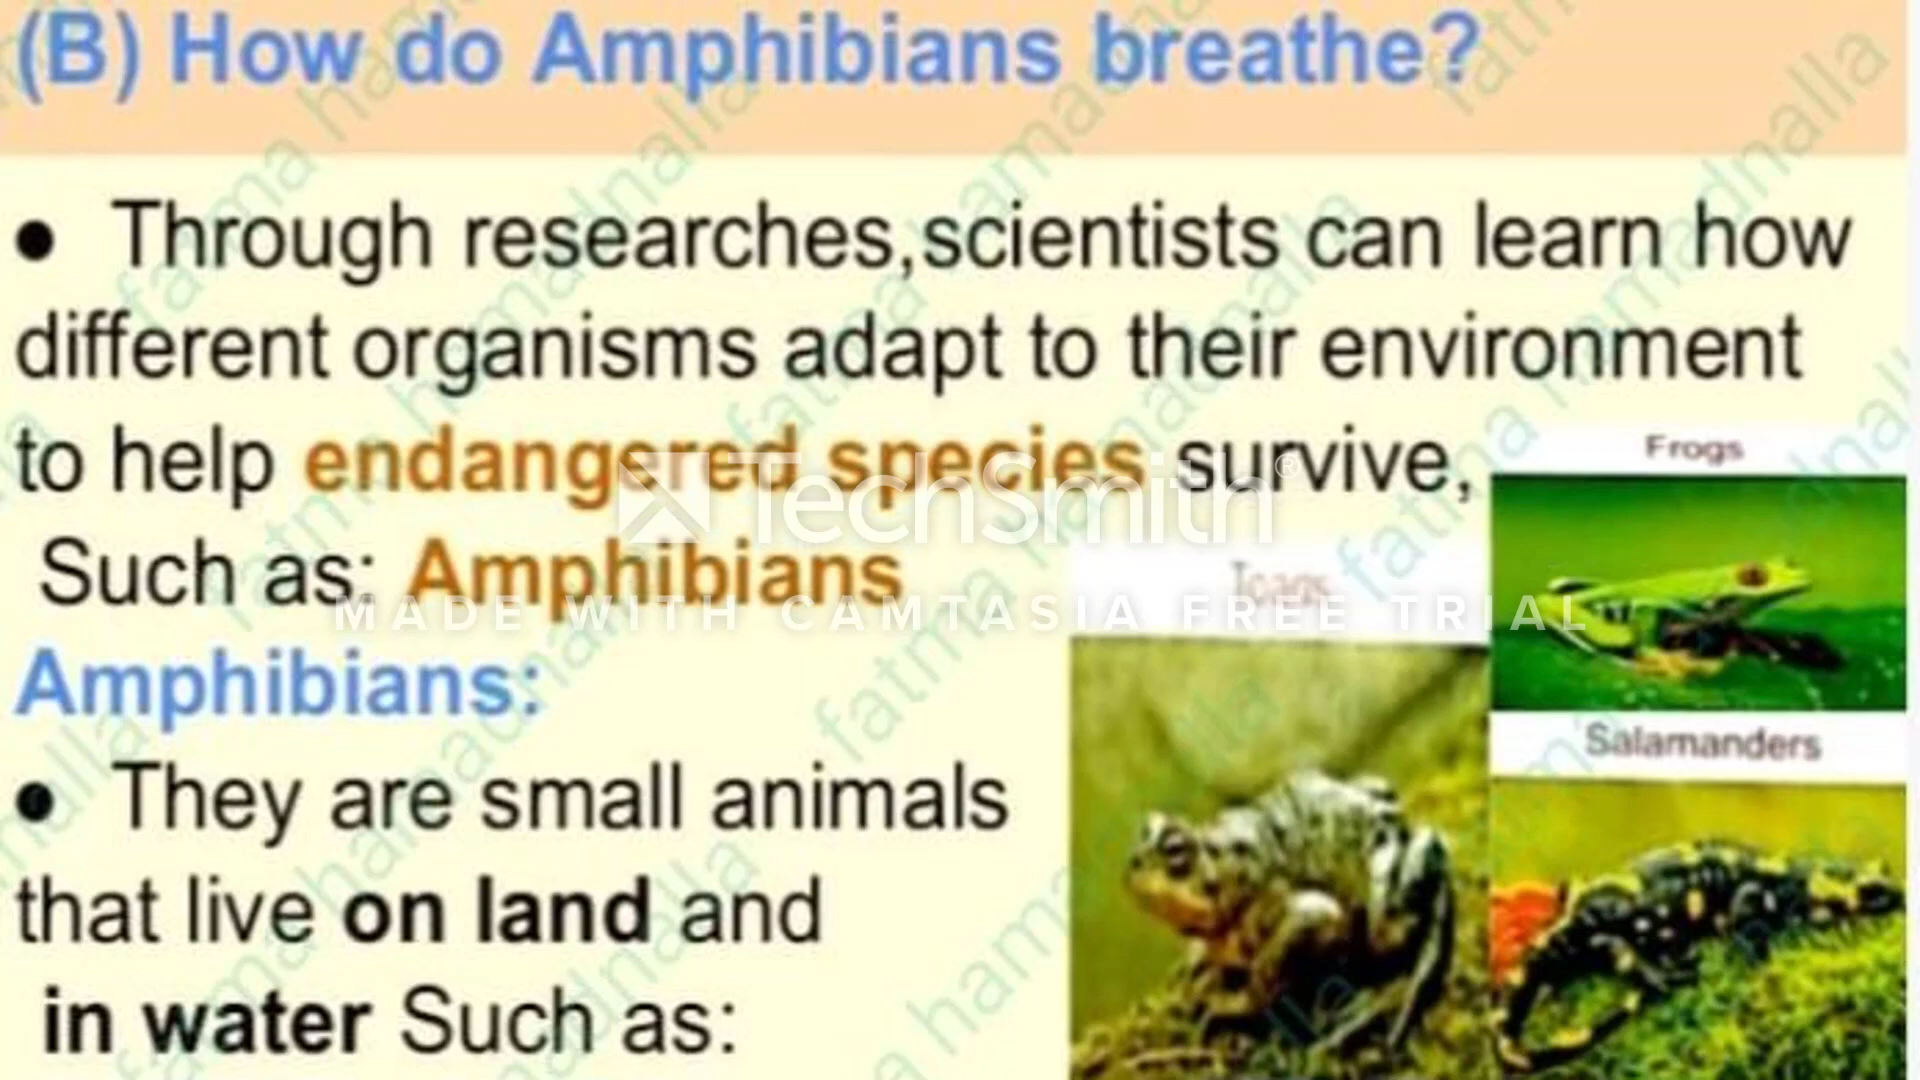 (B) How do Amphibians breathe?
● Through researches,scientists can learn how
different organisms adapt to their environment
to help endangered species survive,
Such as: Amphibians
Amphibians:
● They are small animals
that live on land and
in water Such as:
Frogs
Toads
Salamanders
TechSmith®
MADE WITH CAMTASIA FREE TRIAL
fatma hamadnalla